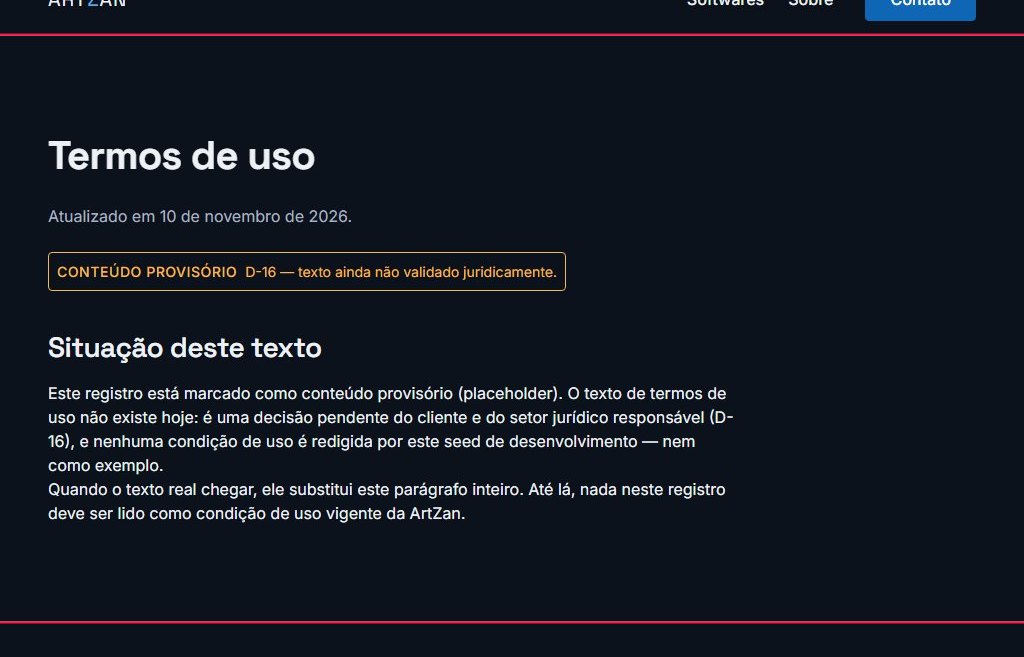 ARTZAN
Softwares Sobre Contato
Termos de uso
Atualizado em 10 de novembro de 2026.
CONTEÚDO PROVISÓRIO D-16 — texto ainda não validado juridicamente.
Situação deste texto
Este registro está marcado como conteúdo provisório (placeholder). O texto de termos de
uso não existe hoje: é uma decisão pendente do cliente e do setor jurídico responsável (D-
16), e nenhuma condição de uso é redigida por este seed de desenvolvimento — nem
como exemplo.
Quando o texto real chegar, ele substitui este parágrafo inteiro. Até lá, nada neste registro
deve ser lido como condição de uso vigente da ArtZan.